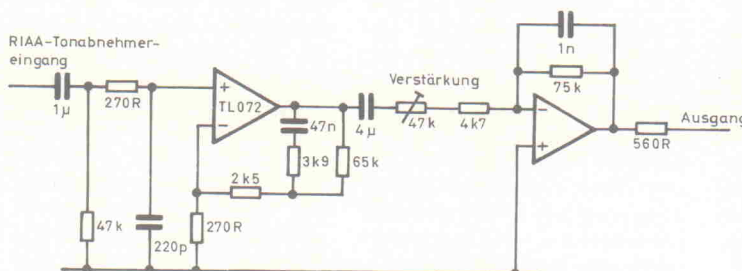 RIAA-Tonabnehmer-
eingang
1µ
270R
47k
220p
+
−
TL072
270R
2k5
47n
3k9
65k
4µ
Verstärkung
47k
4k7
1n
75k
−
+
560R
Ausgang